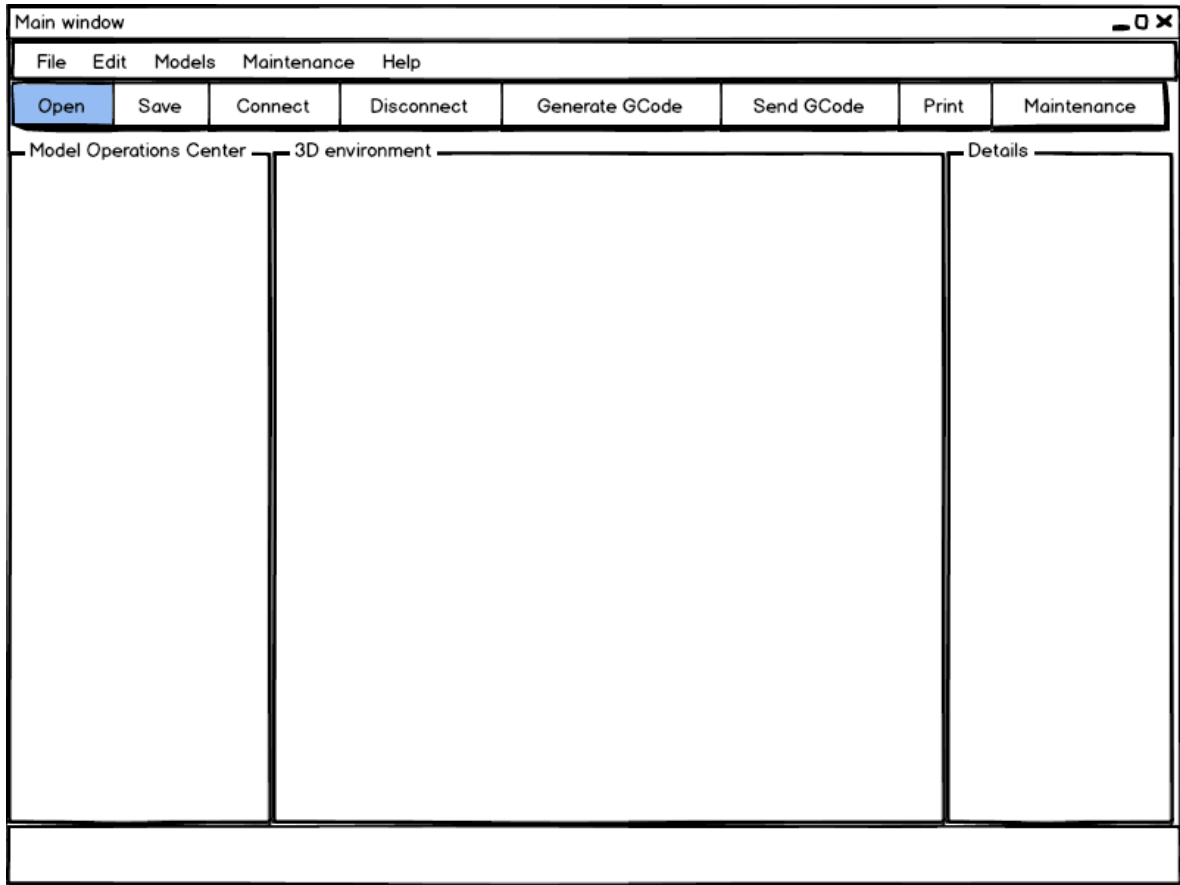 Main window
File Edit Models Maintenance Help
Open Save Connect Disconnect Generate GCode Send GCode Print Maintenance
Model Operations Center 3D environment Details